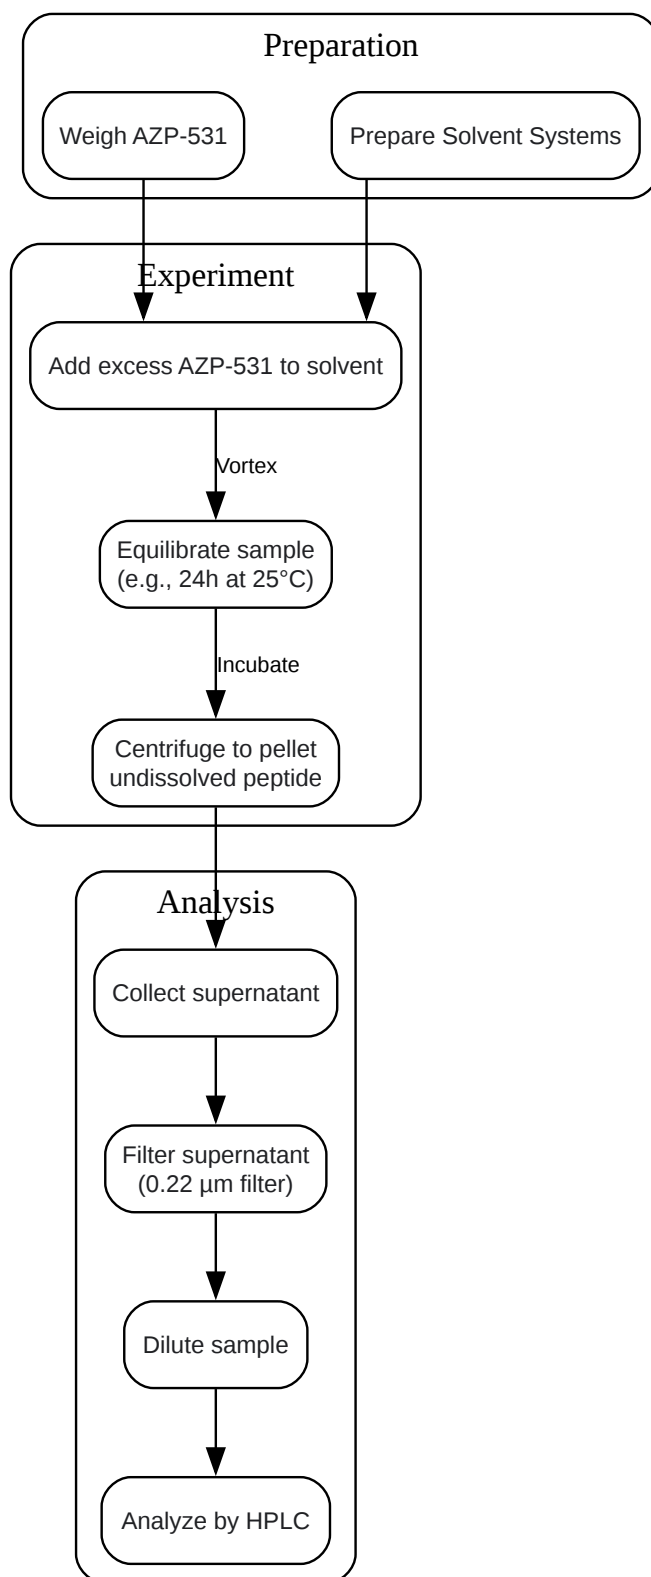 Preparation
Weigh AZP-531
Prepare Solvent Systems
Experiment
Add excess AZP-531 to solvent
Vortex
Equilibrate sample
(e.g., 24h at 25°C)
Incubate
Centrifuge to pellet
undissolved peptide
Analysis
Collect supernatant
Filter supernatant
(0.22 µm filter)
Dilute sample
Analyze by HPLC